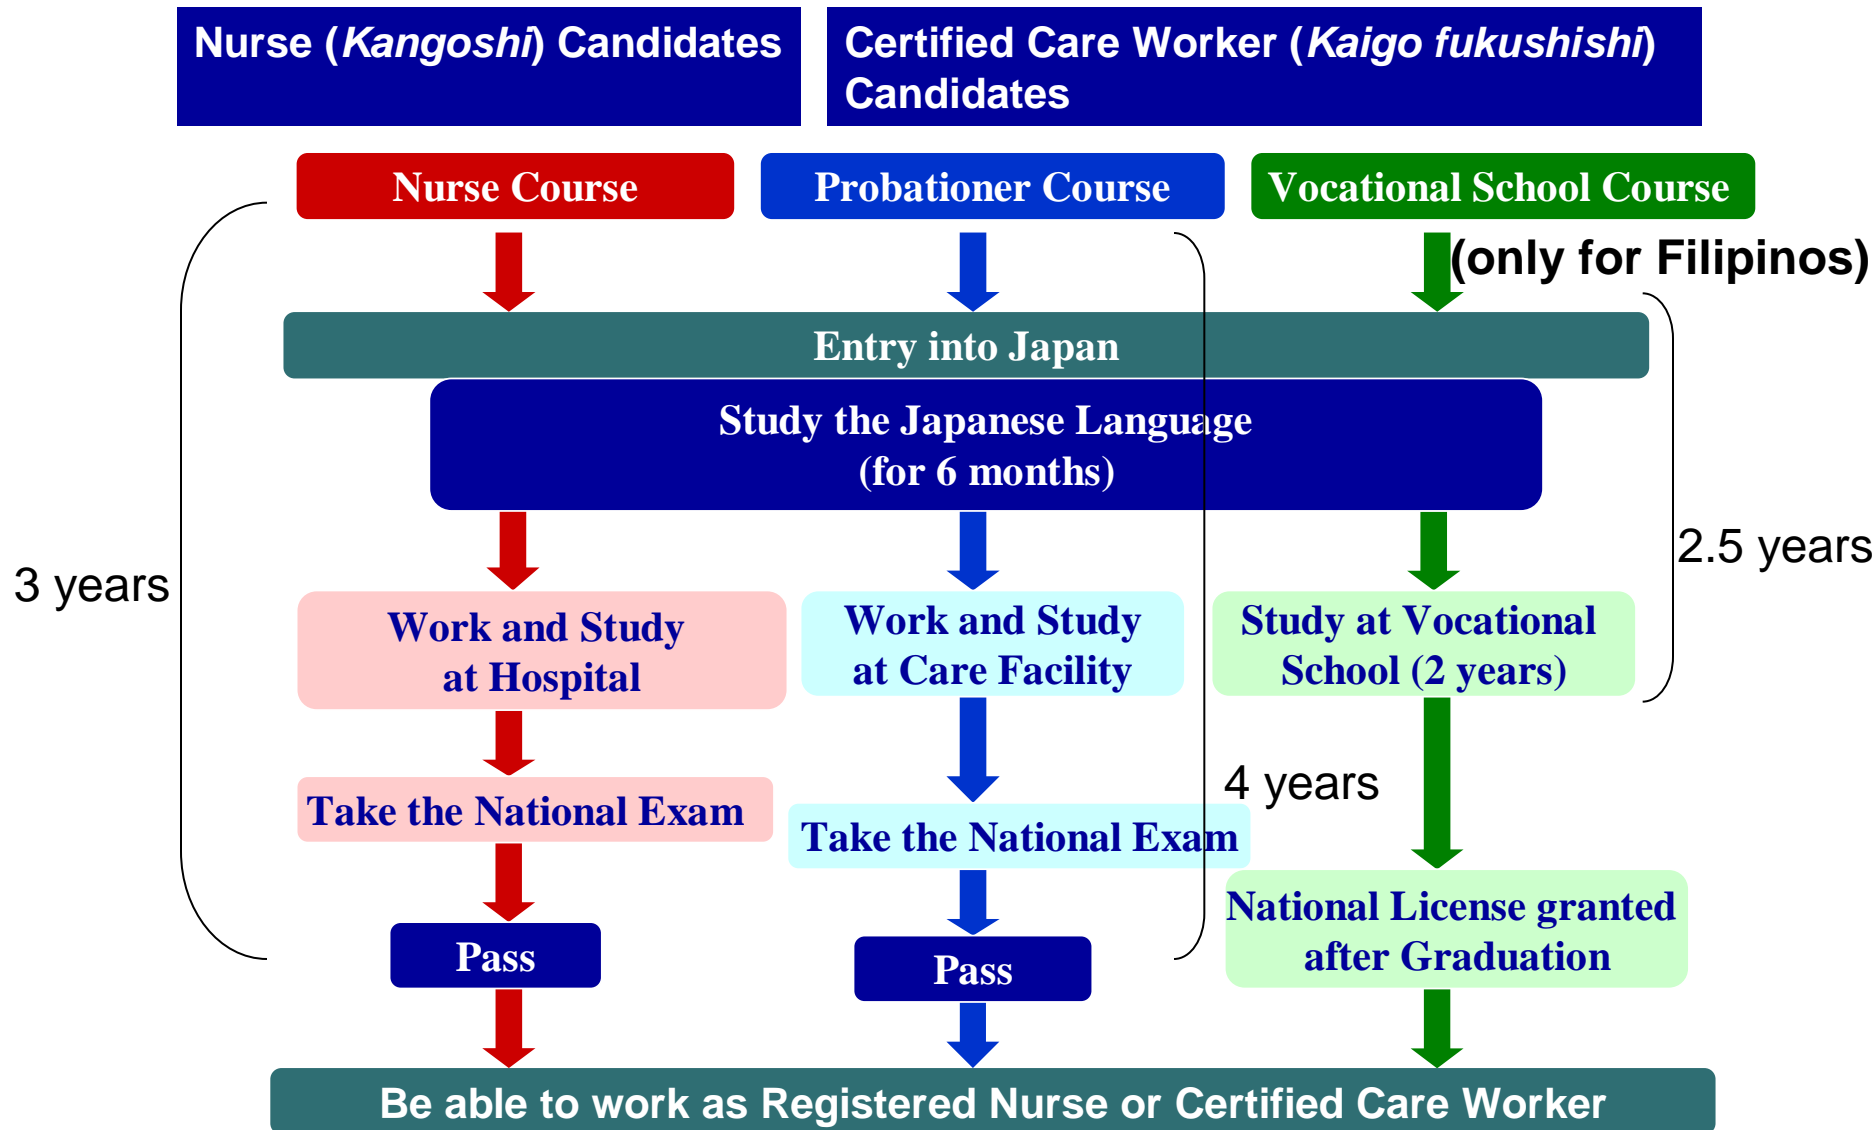 Nurse (Kangoshi) Candidates
Certified Care Worker (Kaigo fukushishi)
Candidates
Nurse Course
Probationer Course
Vocational School Course
(only for Filipinos)
Entry into Japan
Study the Japanese Language
(for 6 months)
3 years
2.5 years
Work and Study
at Hospital
Work and Study
at Care Facility
Study at Vocational
School (2 years)
Take the National Exam
4 years
Take the National Exam
National License granted
after Graduation
Pass
Pass
Be able to work as Registered Nurse or Certified Care Worker